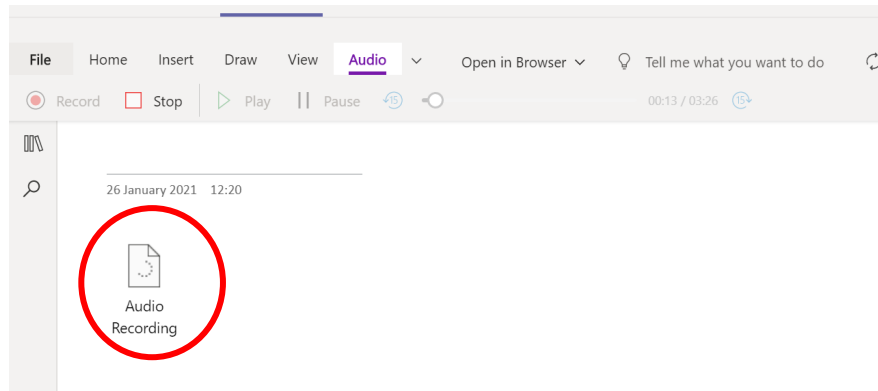 File Home Insert Draw View Audio Open in Browser Tell me what you want to do
Record Stop Play Pause 15 00:13 / 03:26 15
26 January 2021 12:20
Audio
Recording